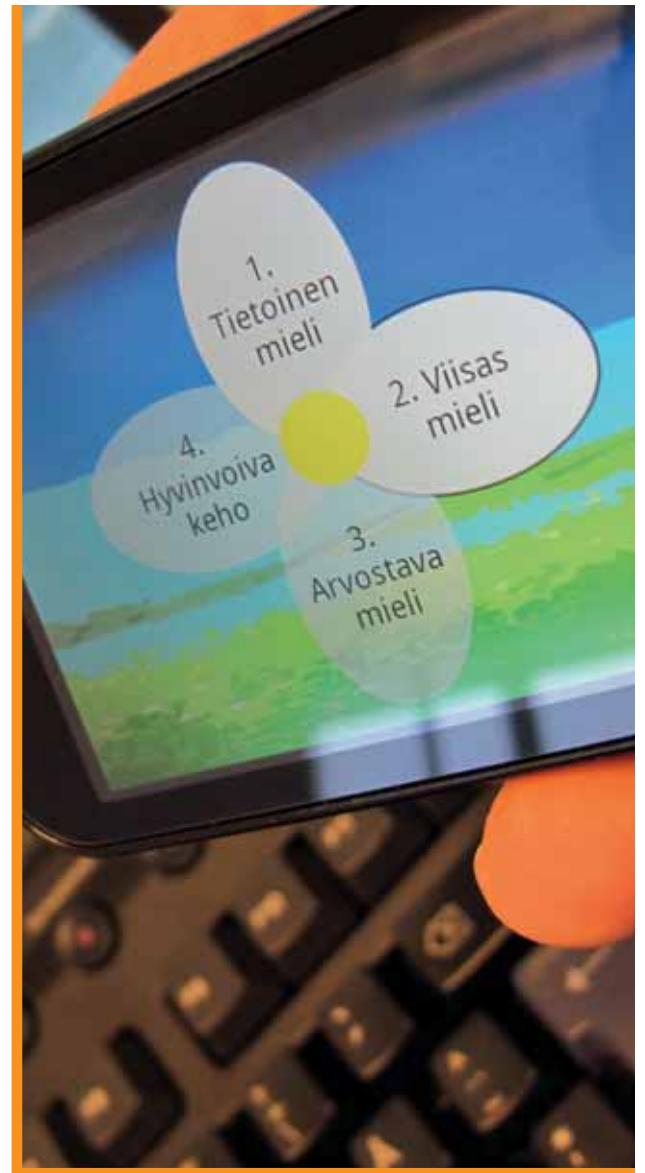 1.
Tietoinen
mieli
2. Viisas
mieli
3.
Arvostava
mieli
4.
Hyvinvoiva
keho